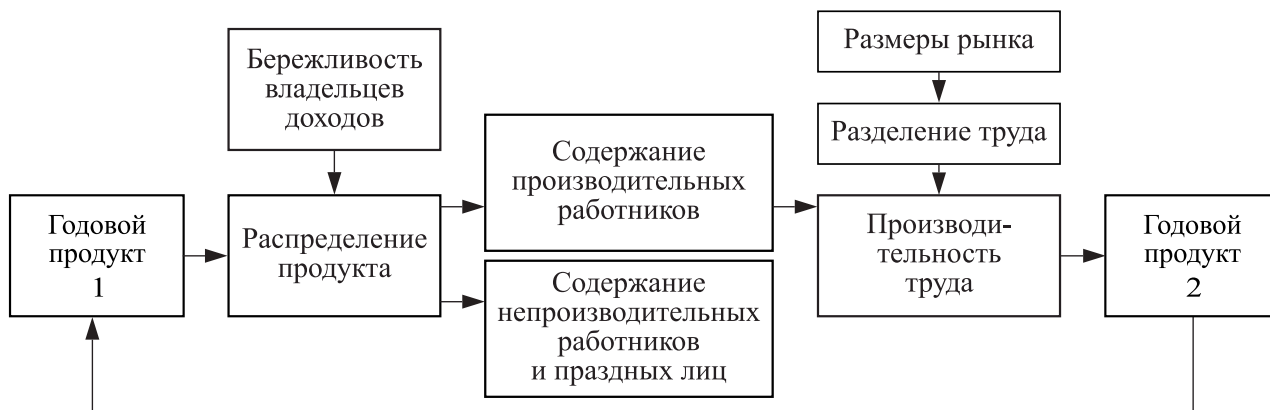 Бережливость
владельцев
доходов
Размеры рынка
Разделение труда
Содержание
производительных
работников
Годовой
продукт
1
Распределение
продукта
Производи-
тельность
труда
Годовой
продукт
2
Содержание
непроизводительных
работников
и праздных лиц